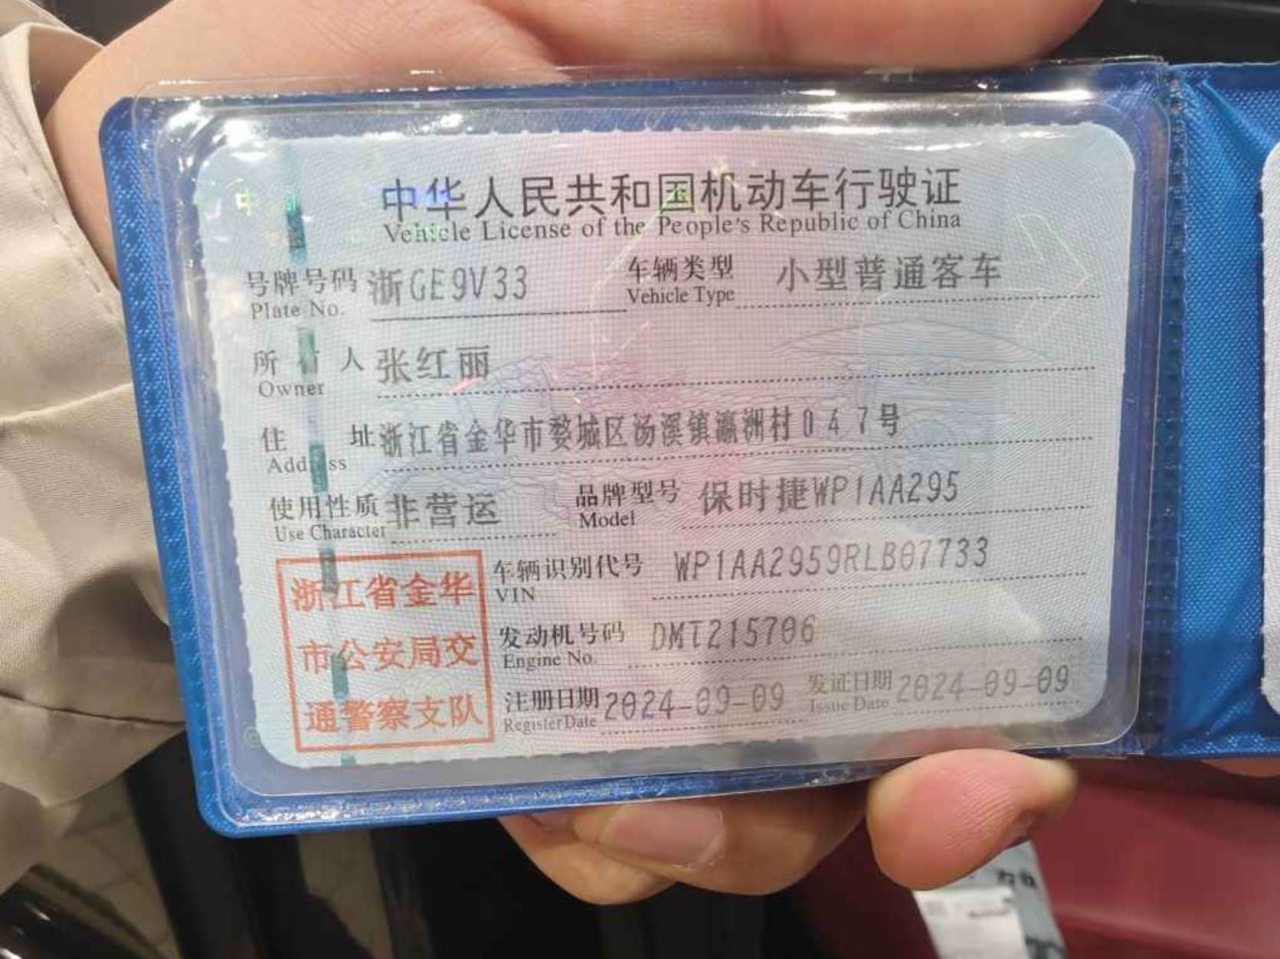 中华人民共和国机动车行驶证
Vehicle License of the People's Republic of China
号牌号码 浙GE9V33 车辆类型 小型普通客车
Plate No. Vehicle Type
所有人 张红丽
Owner
住址 浙江省金华市婺城区汤溪镇瀛洲村047号
Address
使用性质 非营运 品牌型号 保时捷WP1AA295
Use Character Model
车辆识别代号 WP1AA2959RLB07733
VIN
发动机号码 DMT215706
Engine No.
注册日期 2024-09-09 发证日期 2024-09-09
Register Date Issue Date
浙江省金华
市公安局交
通警察支队